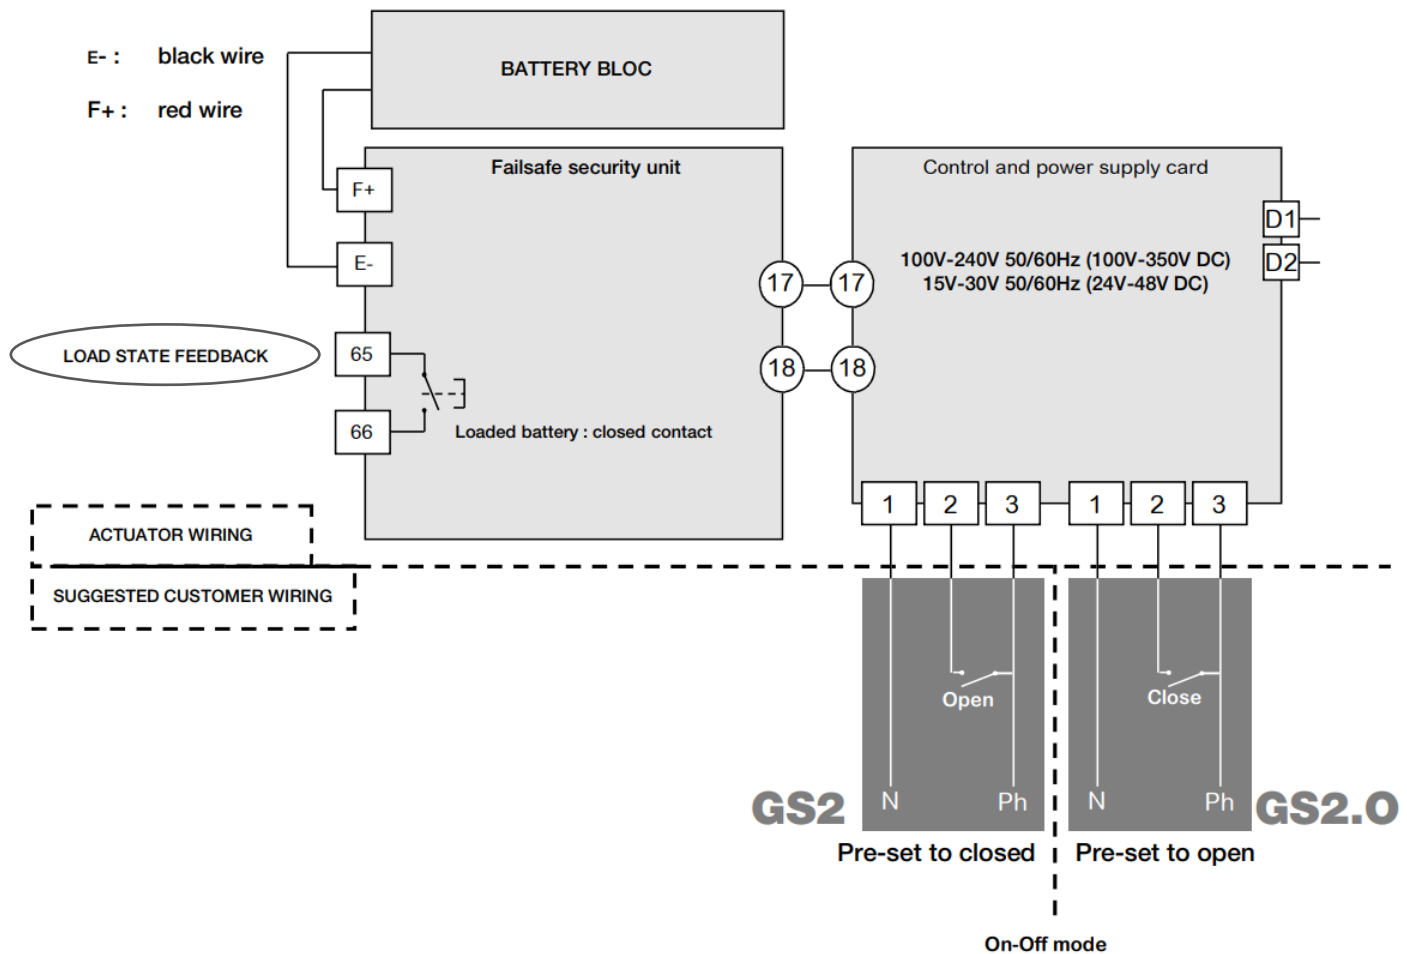 E- : black wire
F+ : red wire
BATTERY BLOC
Failsafe security unit
F+
E-
LOAD STATE FEEDBACK
65
66
Loaded battery : closed contact
17
18
Control and power supply card
D1
D2
100V-240V 50/60Hz (100V-350V DC)
15V-30V 50/60Hz (24V-48V DC)
17
18
1 2 3 1 2 3
ACTUATOR WIRING
SUGGESTED CUSTOMER WIRING
Open
Close
GS2 N Ph N Ph GS2.O
Pre-set to closed
Pre-set to open
On-Off mode